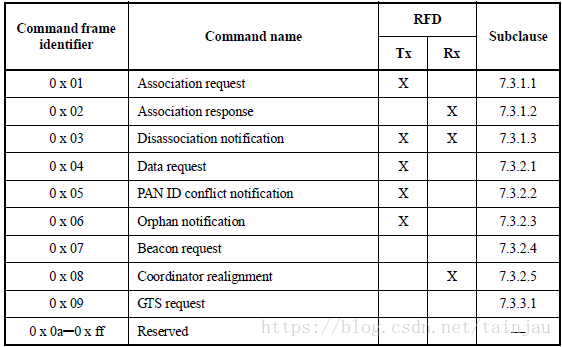 Command frame identifier Command name RFD Subclause
Tx Rx
0 x 01 Association request X 7.3.1.1
0 x 02 Association response X 7.3.1.2
0 x 03 Disassociation notification X X 7.3.1.3
0 x 04 Data request X 7.3.2.1
0 x 05 PAN ID conflict notification X 7.3.2.2
0 x 06 Orphan notification X 7.3.2.3
0 x 07 Beacon request 7.3.2.4
0 x 08 Coordinator realignment X 7.3.2.5
0 x 09 GTS request 7.3.3.1
0 x 0a—0 x ff Reserved —
https://blog.csdn.net/tainjau